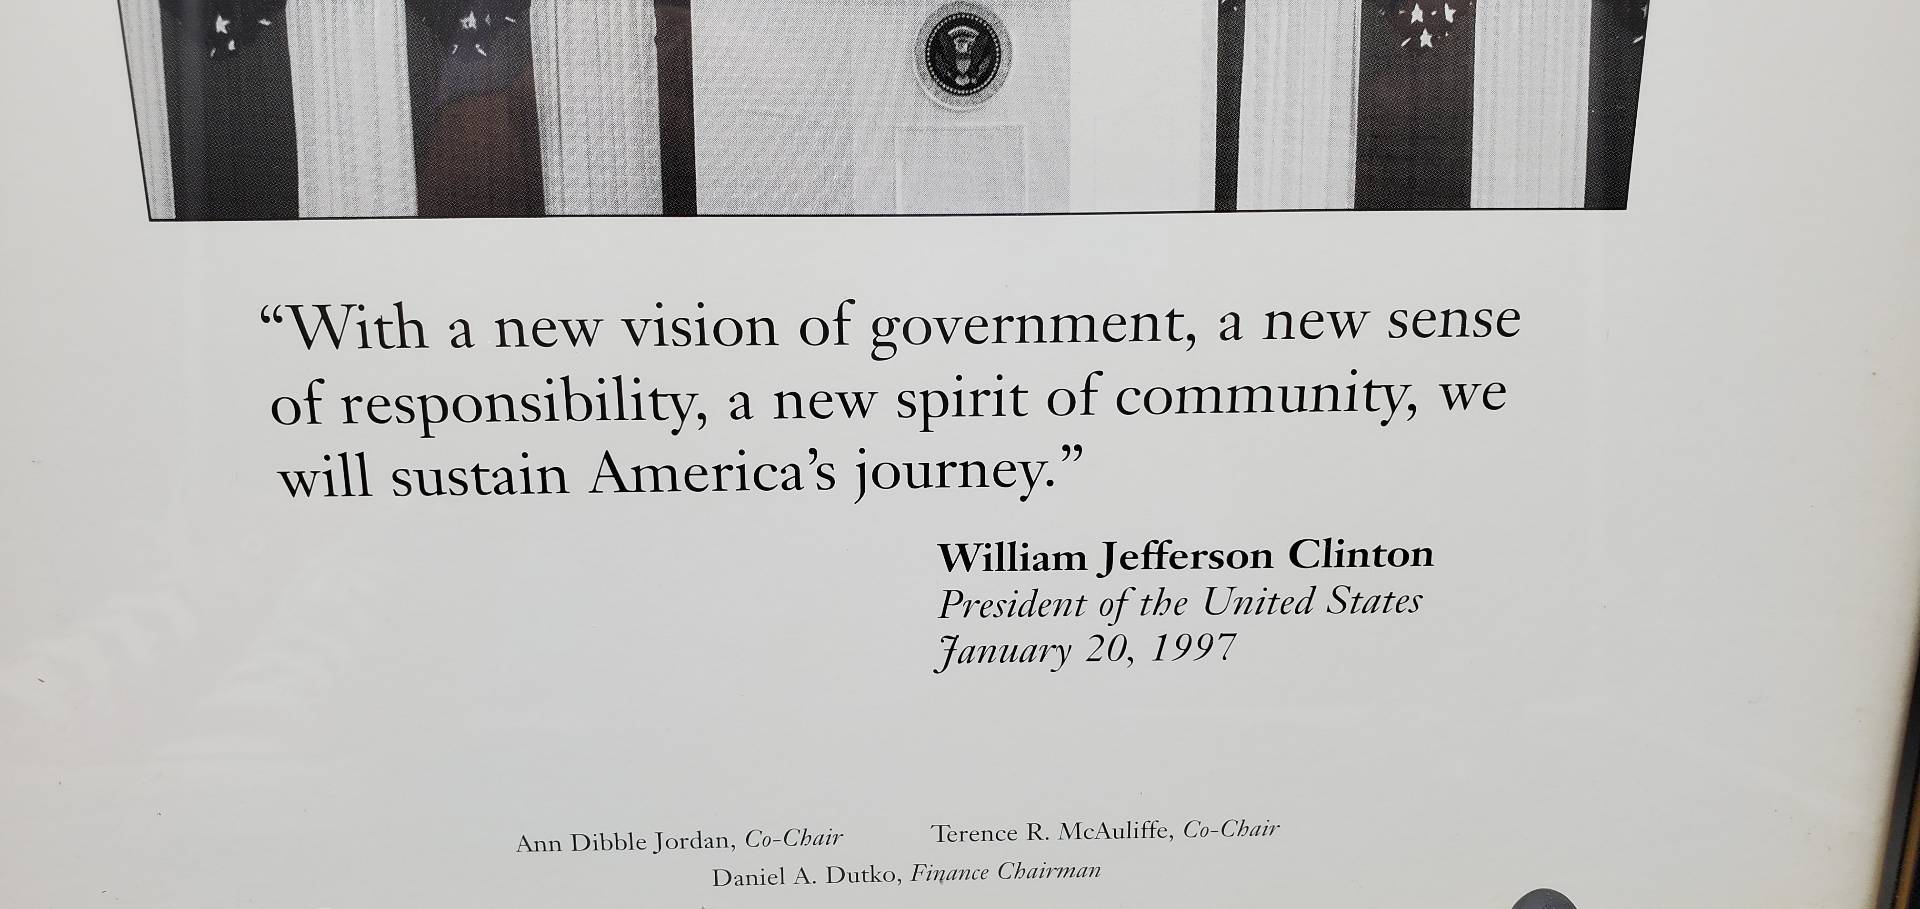 “With a new vision of government, a new sense
of responsibility, a new spirit of community, we
will sustain America’s journey.”
William Jefferson Clinton
President of the United States
January 20, 1997
Ann Dibble Jordan, Co-Chair    Terence R. McAuliffe, Co-Chair
Daniel A. Dutko, Finance Chairman